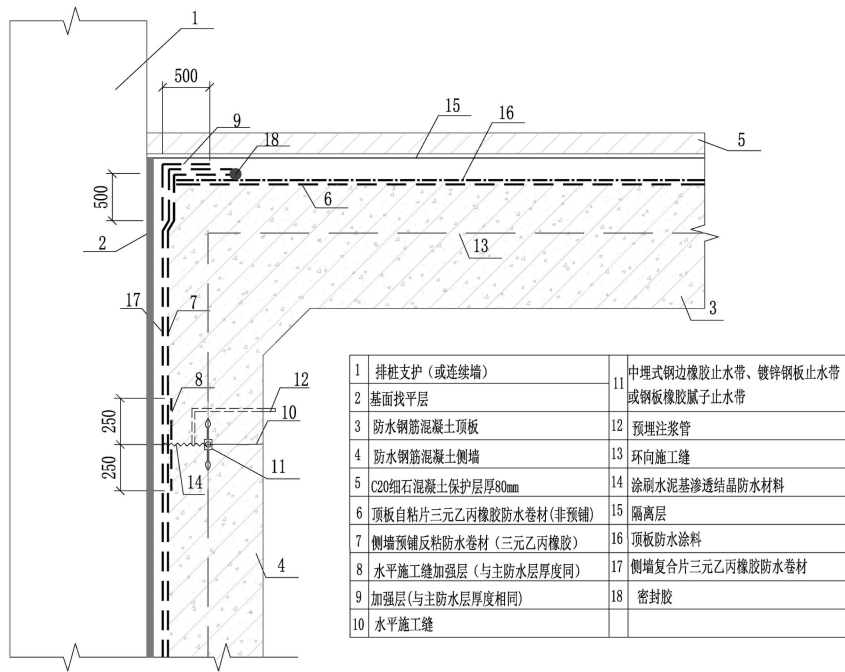 1
500
9
18
15
16
5
500
6
2
13
17
7
3
8
12
250
10
250
14
11
4
1 排桩支护（或连续墙）
2 基面找平层
3 防水钢筋混凝土顶板
4 防水钢筋混凝土侧墙
5 C20细石混凝土保护层厚80mm
6 顶板自粘片三元乙丙橡胶防水卷材(非预铺)
7 侧墙预铺反粘防水卷材（三元乙丙橡胶）
8 水平施工缝加强层（与主防水层厚度同）
9 加强层(与主防水层厚度相同)
10 水平施工缝
11 中埋式钢边橡胶止水带、镀锌钢板止水带
或钢板橡胶腻子止水带
12 预埋注浆管
13 环向施工缝
14 涂刷水泥基渗透结晶防水材料
15 隔离层
16 顶板防水涂料
17 侧墙复合片三元乙丙橡胶防水卷材
18 密封胶